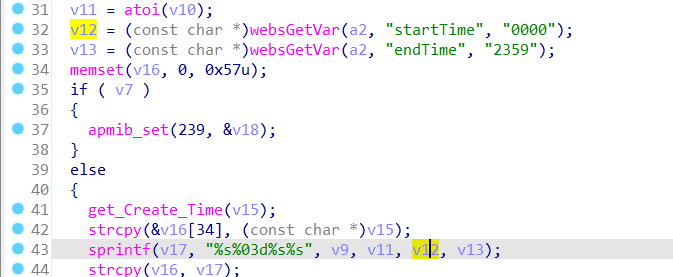 31 v11 = atoi(v10);
32 v12 = (const char *)websGetVar(a2, "startTime", "0000");
33 v13 = (const char *)websGetVar(a2, "endTime", "2359");
34 memset(v16, 0, 0x57u);
35 if ( v7 )
36 {
37 apmib_set(239, &v18);
38 }
39 else
40 {
41 get_Create_Time(v15);
42 strcpy(&v16[34], (const char *)v15);
43 sprintf(v17, "%s%03d%s%s", v9, v11, v12, v13);
44 strcpy(v16, v17);